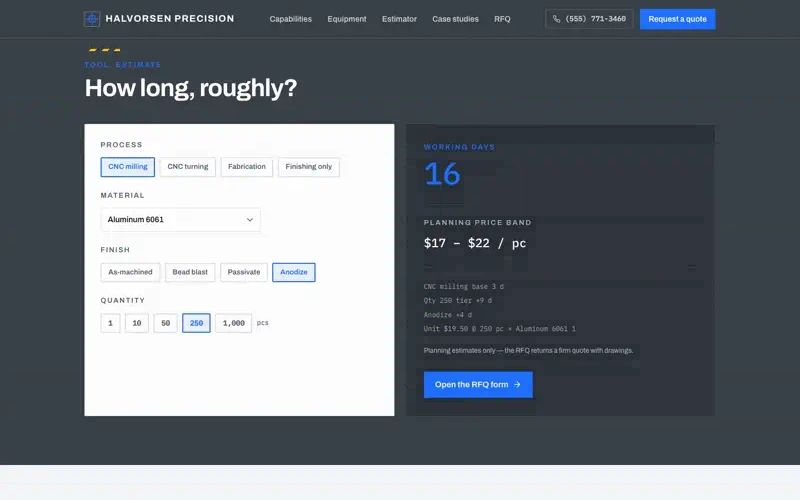 HALVORSEN PRECISION
Capabilities Equipment Estimator Case studies RFQ
(555) 771-3460
Request a quote
TOOL. ESTIMATE
How long, roughly?
PROCESS
CNC milling CNC turning Fabrication Finishing only
MATERIAL
Aluminum 6061
FINISH
As-machined Bead blast Passivate Anodize
QUANTITY
1 10 50 250 1,000 pcs
WORKING DAYS
16
PLANNING PRICE BAND
$17 – $22 / pc
CNC milling base 3 d
Qty 250 tier +9 d
Anodize +4 d
Unit $19.50 @ 250 pc × Aluminum 6061 1
Planning estimates only — the RFQ returns a firm quote with drawings.
Open the RFQ form →